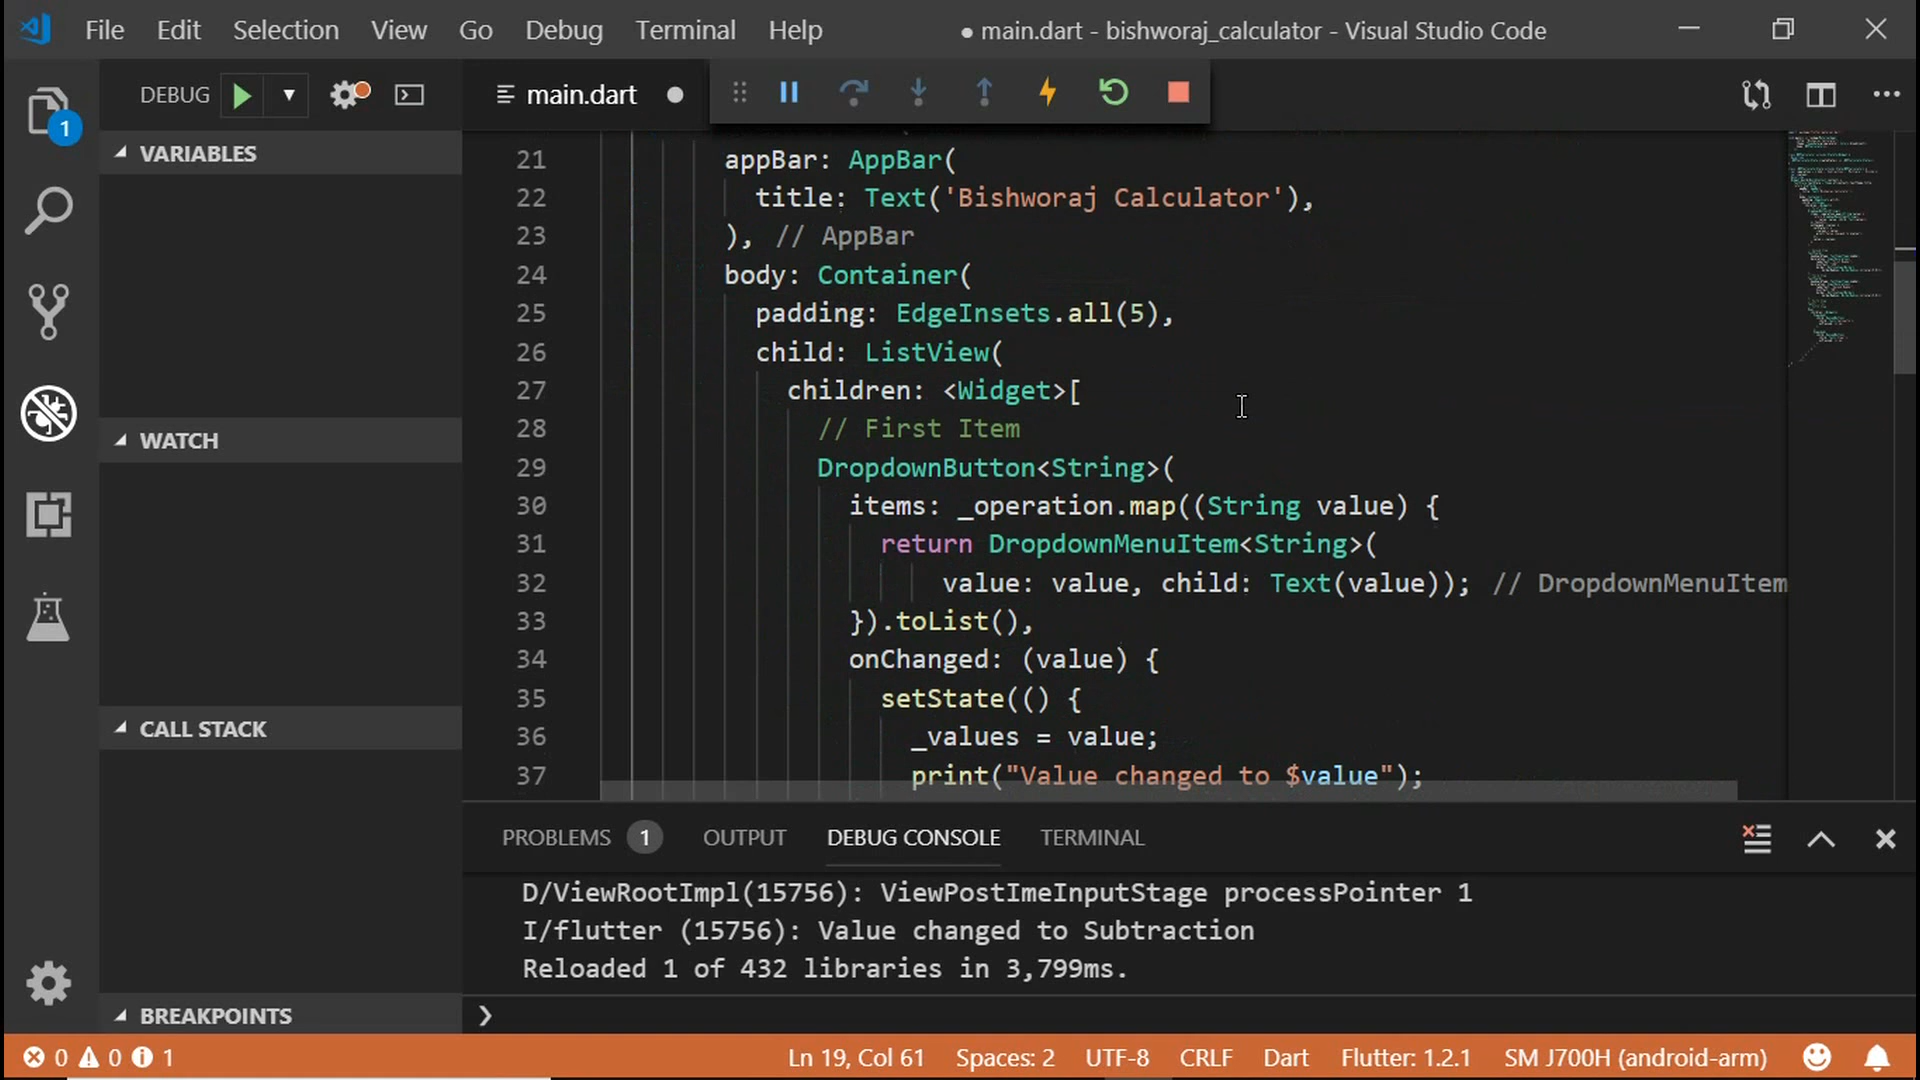 File Edit Selection View Go Debug Terminal Help
● main.dart - bishworaj_calculator - Visual Studio Code
DEBUG
main.dart
1
VARIABLES
WATCH
CALL STACK
BREAKPOINTS
21 appBar: AppBar(
22 title: Text('Bishworaj Calculator'),
23 ), // AppBar
24 body: Container(
25 padding: EdgeInsets.all(5),
26 child: ListView(
27 children: <Widget>[
28 // First Item
29 DropdownButton<String>(
30 items: _operation.map((String value) {
31 return DropdownMenuItem<String>(
32 value: value, child: Text(value)); // DropdownMenuItem
33 }).toList(),
34 onChanged: (value) {
35 setState(() {
36 _values = value;
37 print("Value changed to $value");
PROBLEMS 1 OUTPUT DEBUG CONSOLE TERMINAL
D/ViewRootImpl(15756): ViewPostImeInputStage processPointer 1
I/flutter (15756): Value changed to Subtraction
Reloaded 1 of 432 libraries in 3,799ms.
0 0 1 Ln 19, Col 61 Spaces: 2 UTF-8 CRLF Dart Flutter: 1.2.1 SM J700H (android-arm)